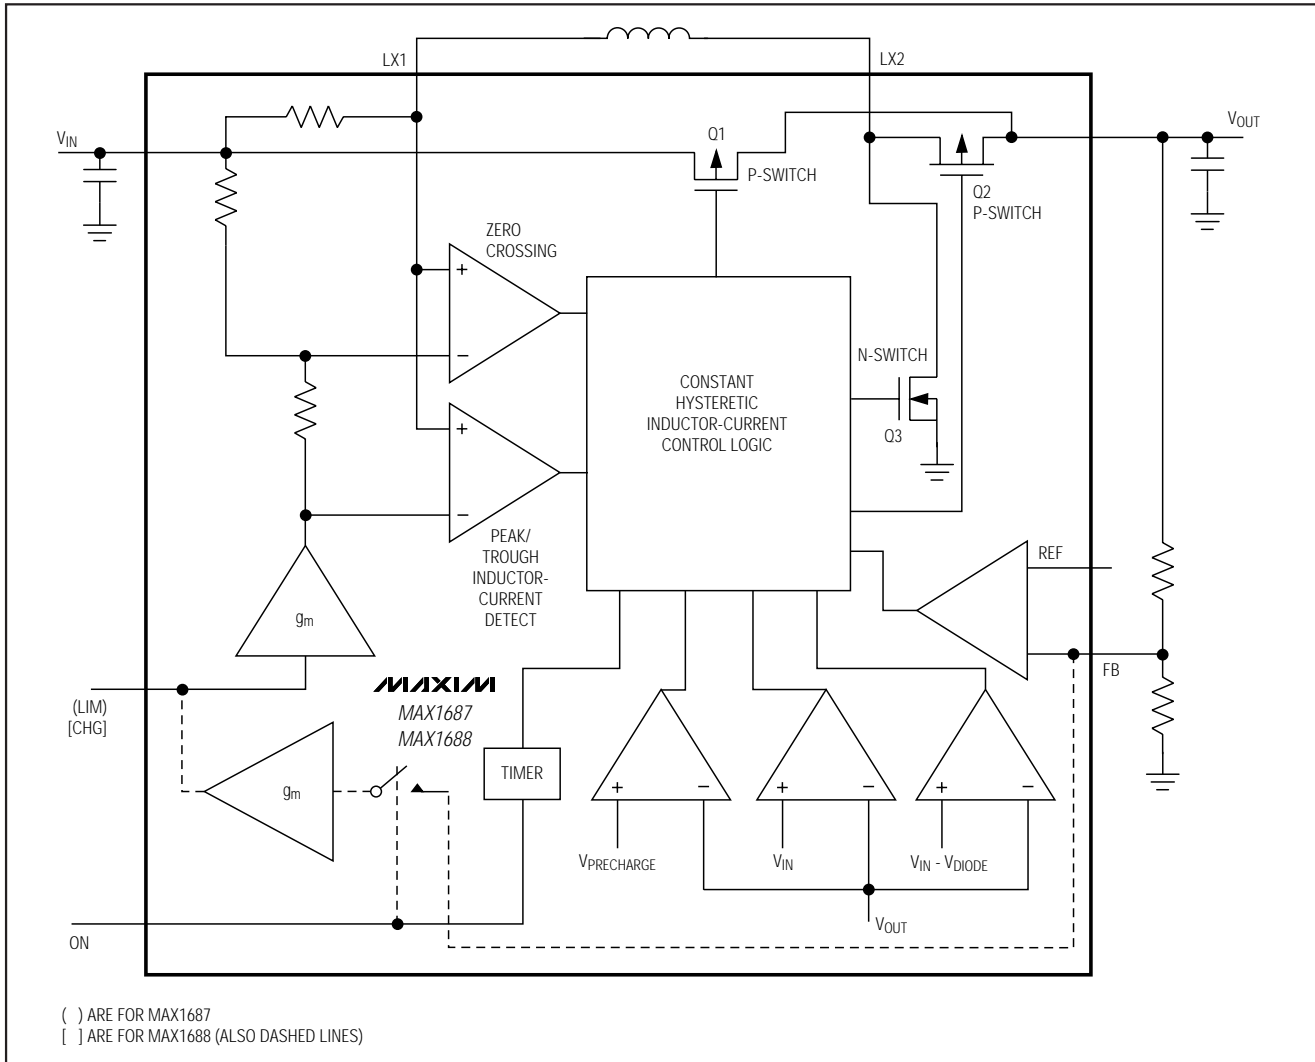 LX1
LX2
VIN
Q1
P-SWITCH
VOUT
Q2
P-SWITCH
ZERO
CROSSING
+
−
N-SWITCH
Q3
CONSTANT
HYSTERETIC
INDUCTOR-CURRENT
CONTROL LOGIC
+
−
PEAK/
TROUGH
INDUCTOR-
CURRENT
DETECT
REF
FB
gm
(LIM)
[CHG]
MAXIM
MAX1687
MAX1688
gm
TIMER
+ −
+ −
+ −
VPRECHARGE
VIN
VIN - VDIODE
VOUT
ON
( ) ARE FOR MAX1687
[ ] ARE FOR MAX1688 (ALSO DASHED LINES)